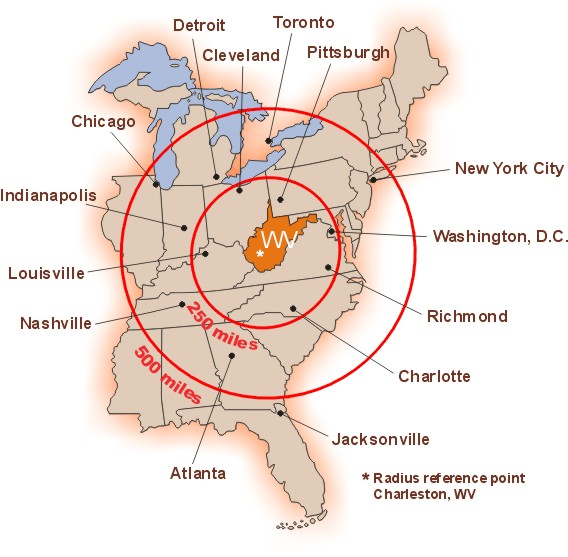 Toronto
Detroit
Cleveland
Pittsburgh
Chicago
New York City
Indianapolis
WV
*
Washington, D.C.
Louisville
Richmond
Nashville
250 miles
500 miles
Charlotte
Jacksonville
Atlanta
* Radius reference point
Charleston, WV